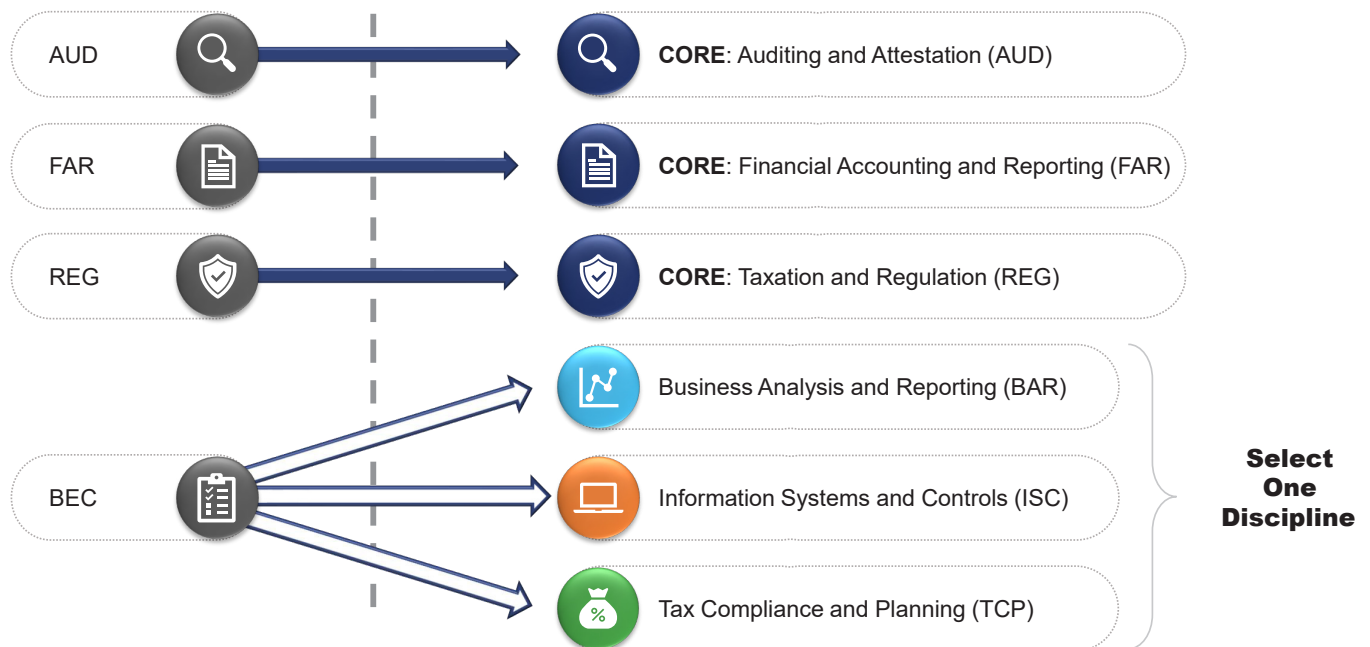 AUD
CORE: Auditing and Attestation (AUD)
FAR
CORE: Financial Accounting and Reporting (FAR)
REG
CORE: Taxation and Regulation (REG)
BEC
Business Analysis and Reporting (BAR)
Information Systems and Controls (ISC)
%
Tax Compliance and Planning (TCP)
Select
One
Discipline